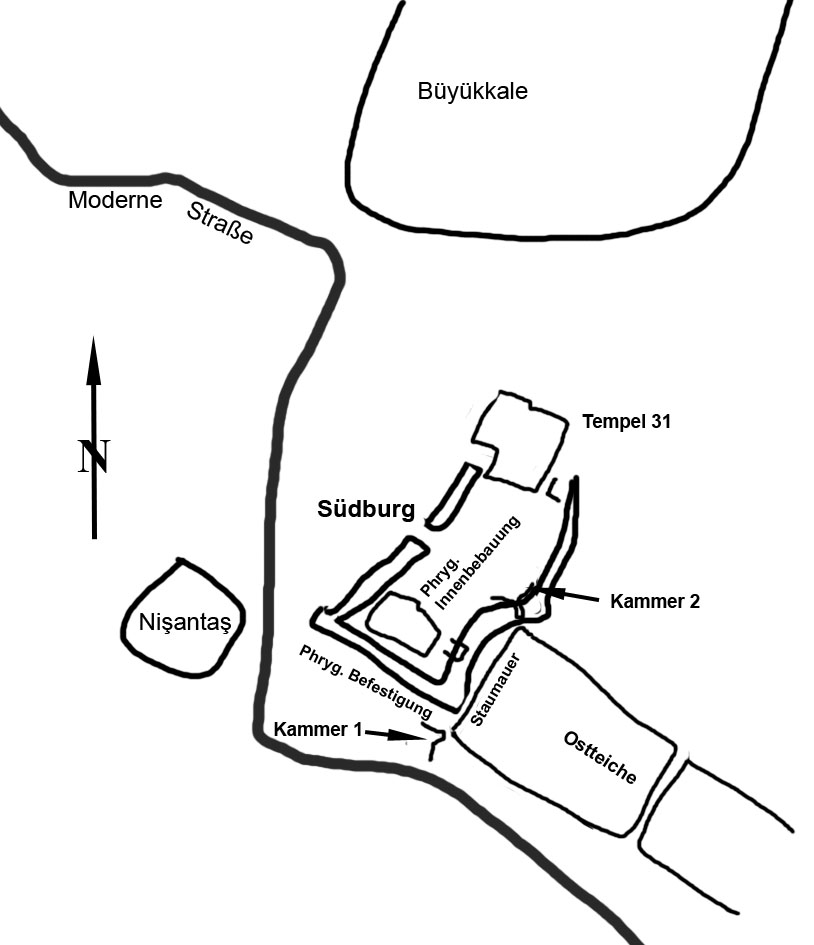 Büyükkale
Moderne Straße
Tempel 31
N
Südburg
Phryg.
Innenbebauung
Kammer 2
Nişantaş
Phryg. Befestigung
Staumauer
Kammer 1
Ostteiche